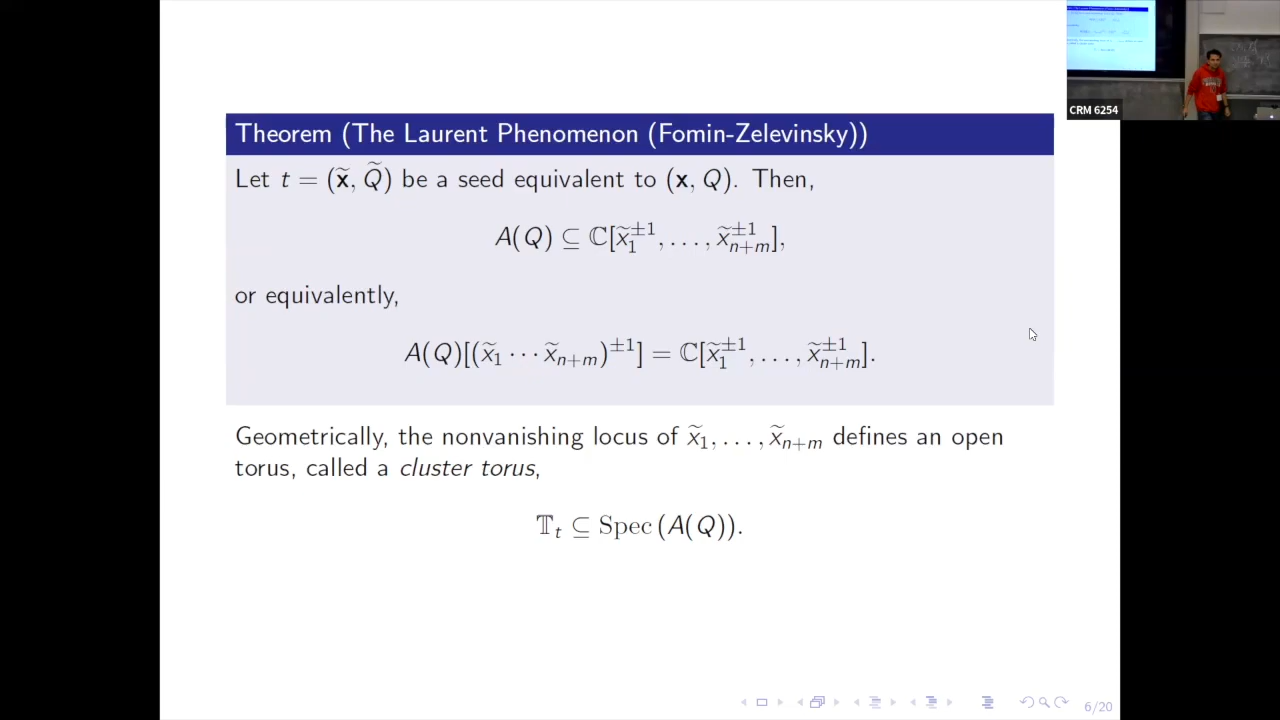 Theorem (The Laurent Phenomenon (Fomin-Zelevinsky))
Let t = (x̃, Q̃) be a seed equivalent to (x, Q). Then,
A(Q) ⊆ ℂ[x̃₁^{±1}, . . . , x̃_{n+m}^{±1}],
or equivalently,
A(Q)[(x̃₁ ··· x̃_{n+m})^{±1}] = ℂ[x̃₁^{±1}, . . . , x̃_{n+m}^{±1}].
Geometrically, the nonvanishing locus of x̃₁, . . . , x̃_{n+m} defines an open
torus, called a cluster torus,
𝕋_t ⊆ Spec (A(Q)).
6/20
CRM 6254